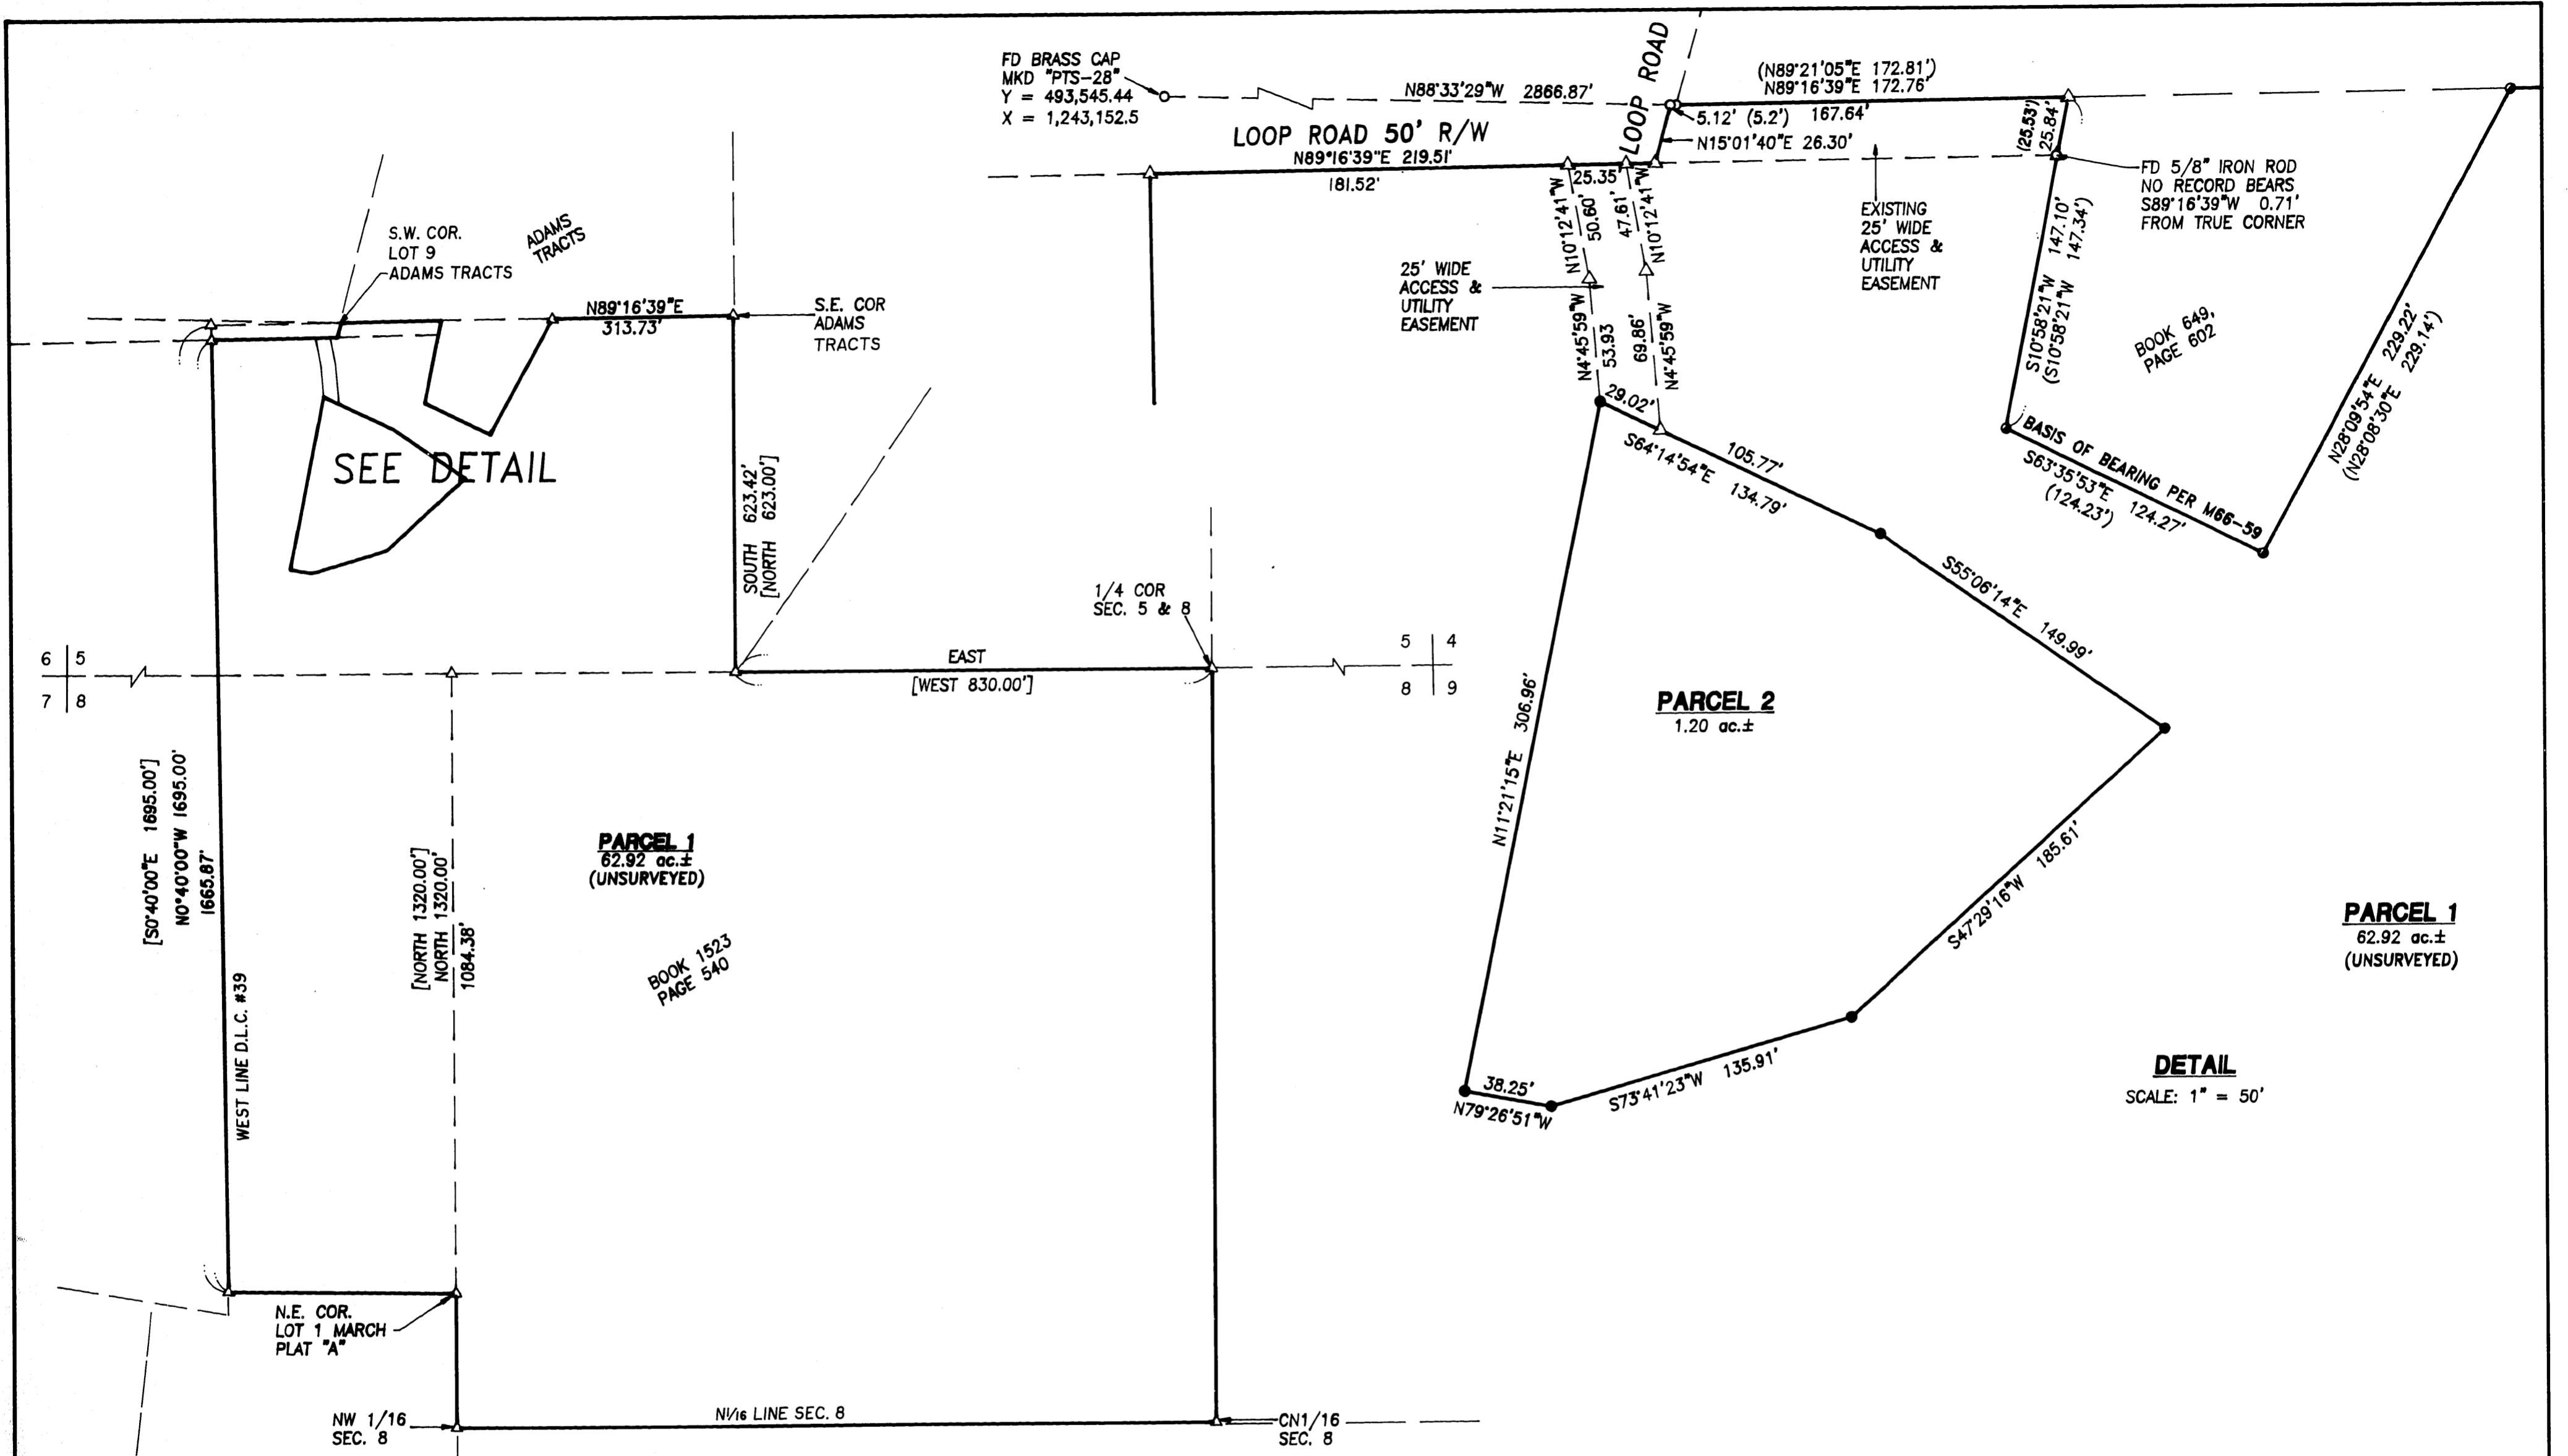 FD BRASS CAP
MKD "PTS-28"
Y = 493,545.44
X = 1,243,152.5
N88°33'29"W 2866.87'
LOOP ROAD
(N89°21'05"E 172.81')
N89°16'39"E 172.76'
5.12' (5.2') 167.64'
N15°01'40"E 26.30'
(25.53')
25.84'
LOOP ROAD 50' R/W
N89°16'39"E 219.51'
181.52'
25.35'
FD 5/8" IRON ROD
NO RECORD BEARS
S89°16'39"W 0.71'
FROM TRUE CORNER
N10°12'41"W
50.60'
47.61'
N10°12'41"W
EXISTING
25' WIDE
ACCESS &
UTILITY
EASEMENT
25' WIDE
ACCESS &
UTILITY
EASEMENT
N4°45'59"W
53.93
69.86'
N4°45'59"W
S10°58'21"W 147.10'
(S10°58'21"W 147.34')
BOOK 649,
PAGE 602
N28°09'54"E 229.22'
(N28°08'30"E 229.14')
BASIS OF BEARING PER M66-59
S63°35'53"E 124.27'
(124.23')
29.02'
105.77'
S64°14'54"E 134.79'
S55°06'14"E 149.99'
PARCEL 2
1.20 ac.±
N11°21'15"E 306.96'
S47°29'16"W 185.61'
S73°41'23"W 135.91'
38.25'
N79°26'51"W
PARCEL 1
62.92 ac.±
(UNSURVEYED)
DETAIL
SCALE: 1" = 50'
S.W. COR.
LOT 9
ADAMS TRACTS
ADAMS
TRACTS
N89°16'39"E
313.73'
S.E. COR
ADAMS
TRACTS
SEE DETAIL
SOUTH 623.42'
[NORTH 623.00']
1/4 COR
SEC. 5 & 8
6 5
7 8
EAST
[WEST 830.00']
5 4
8 9
[S0°40'00"E 1695.00']
N0°40'00"W 1695.00'
1665.87'
WEST LINE D.L.C. #39
[NORTH 1320.00']
NORTH 1320.00'
1084.38'
PARCEL 1
62.92 ac.±
(UNSURVEYED)
BOOK 1523
PAGE 540
N.E. COR.
LOT 1 MARCH
PLAT "A"
NW 1/16
SEC. 8
N1/16 LINE SEC. 8
CN1/16
SEC. 8